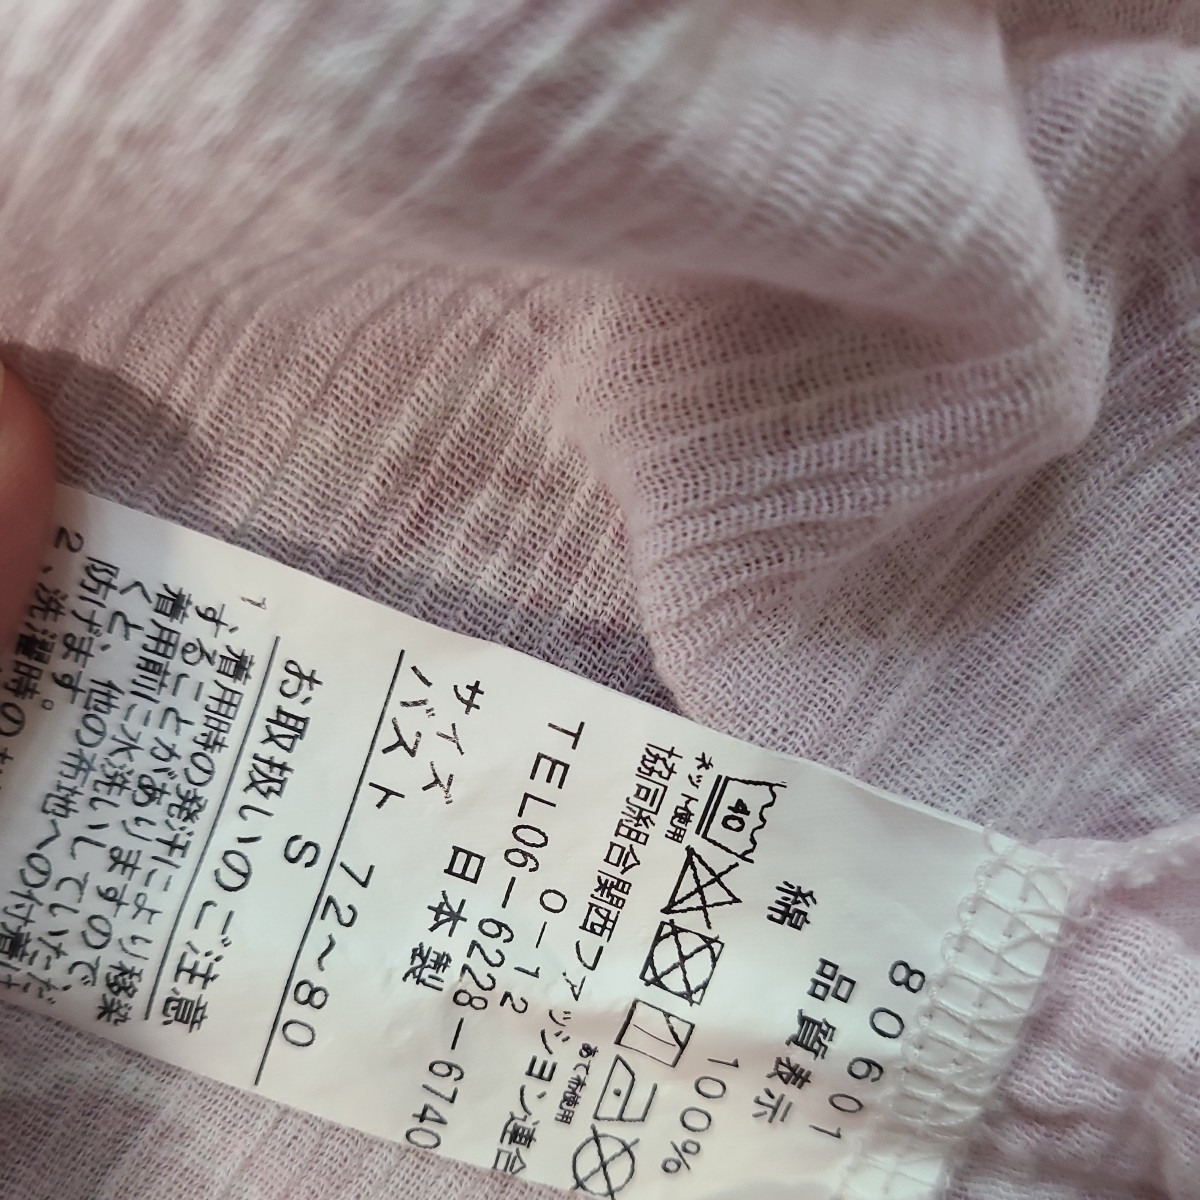 80601
品質表示
綿 100%
40
ネット使用
あて布使用
協同組合関西ファッション連合
0-12
TEL06-6228-6740
日本製
サイズ S
バスト 72~80
お取扱いのご注意
1 着用時の発汗により移染
することがありますので
着用前に水洗いしていただ
くと、他の布地への付着は
防げます。
2、洗濯時の